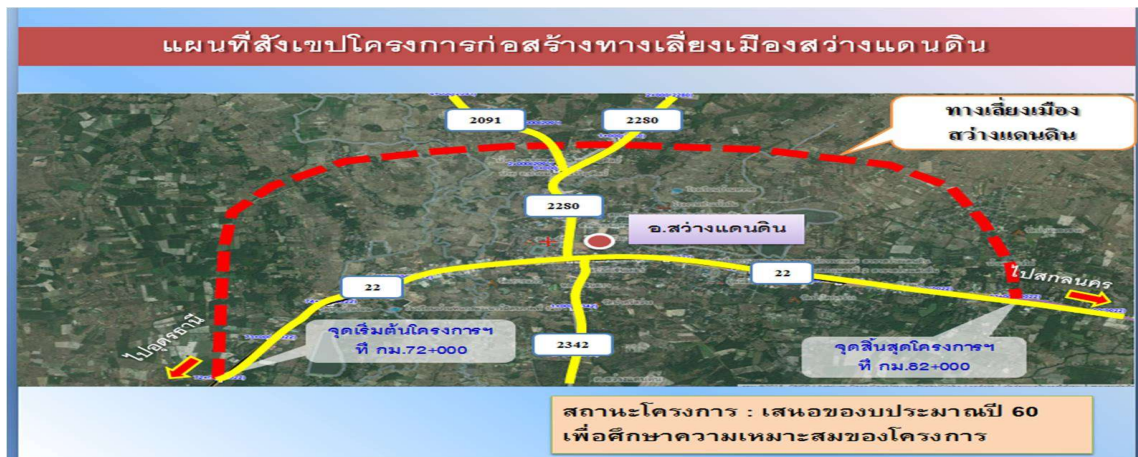 แผนที่สังเขปโครงการก่อสร้างทางเลี่ยงเมืองสว่างแดนดิน
ทางเลี่ยงเมือง
สว่างแดนดิน
2091
2280
2280
อ.สว่างแดนดิน
22
22
ไปสกลนคร
ไปอุดรธานี
จุดเริ่มต้นโครงการฯ
ที่ กม.72+000
2342
จุดสิ้นสุดโครงการฯ
ที่ กม.82+000
สถานะโครงการ : เสนอของบประมาณปี 60
เพื่อศึกษาความเหมาะสมของโครงการ